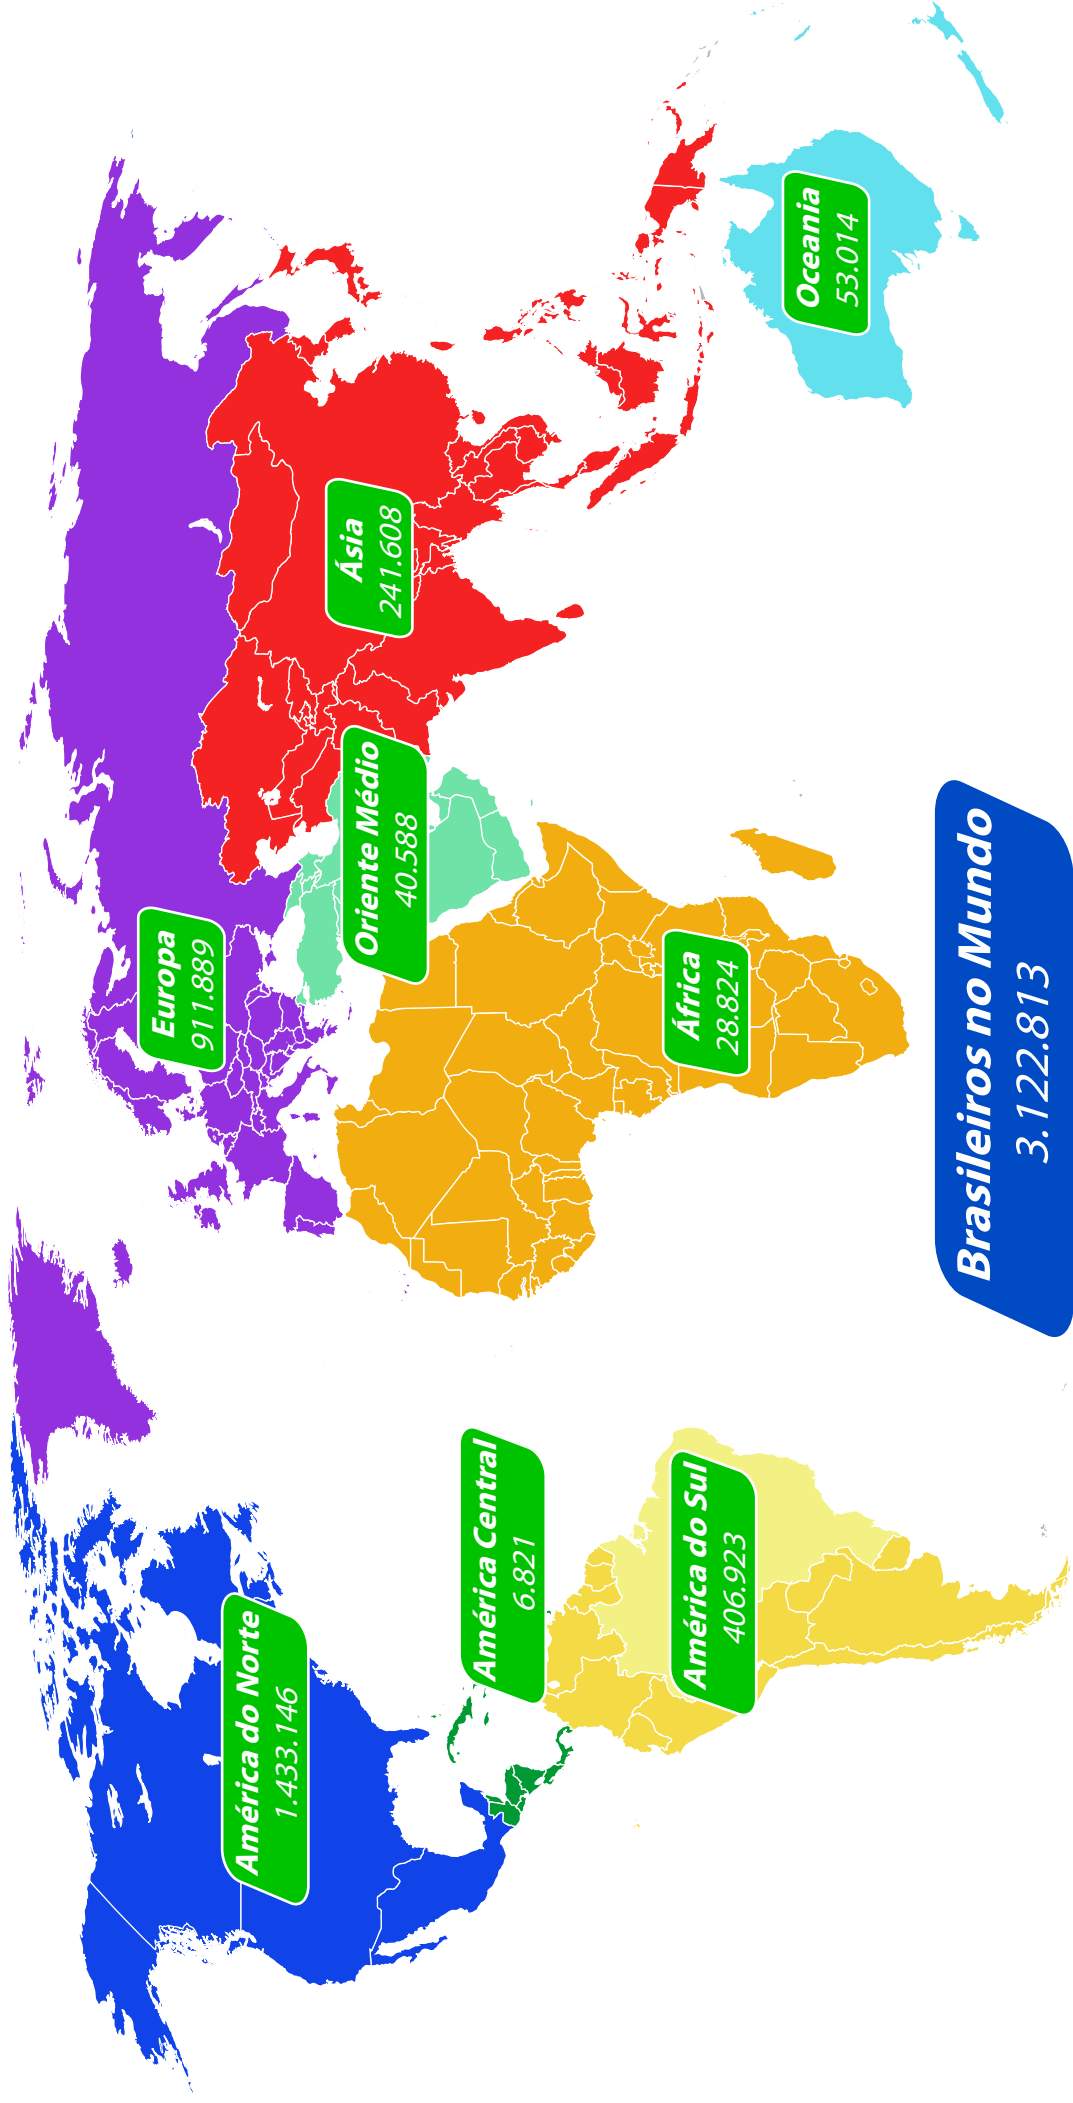 América do Norte
1.433.146
América Central
6.821
América do Sul
406.923
Europa
911.889
África
28.824
Oriente Médio
40.588
Ásia
241.608
Oceania
53.014
Brasileiros no Mundo
3.122.813